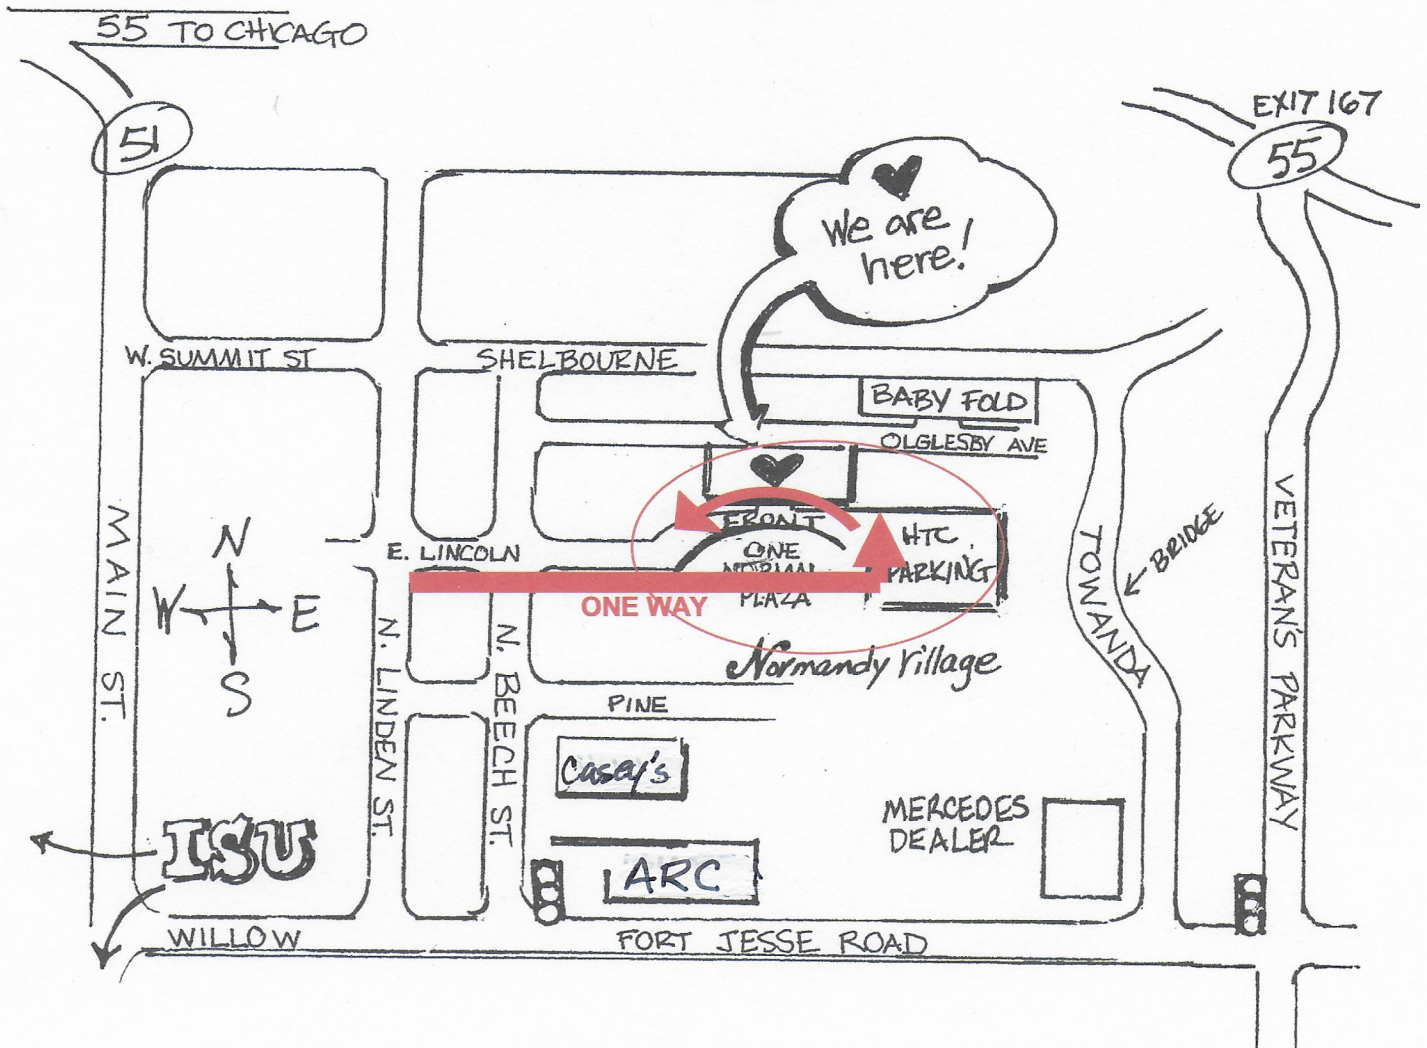 55 TO CHICAGO
51
EXIT 167
55
We are
here!
W. SUMMIT ST
SHELBOURNE
BABY FOLD
OLGLESBY AVE
FRONT
HTC
PARKING
E. LINCOLN
ONE
NORMAL
PLAZA
ONE WAY
Normandy Village
MAIN ST.
N
W E
S
N. LINDEN ST.
N. BEECH ST.
TOWANDA
BRIDGE
VETERAN'S PARKWAY
PINE
Casey's
MERCEDES
DEALER
ISU
ARC
WILLOW
FORT JESSE ROAD